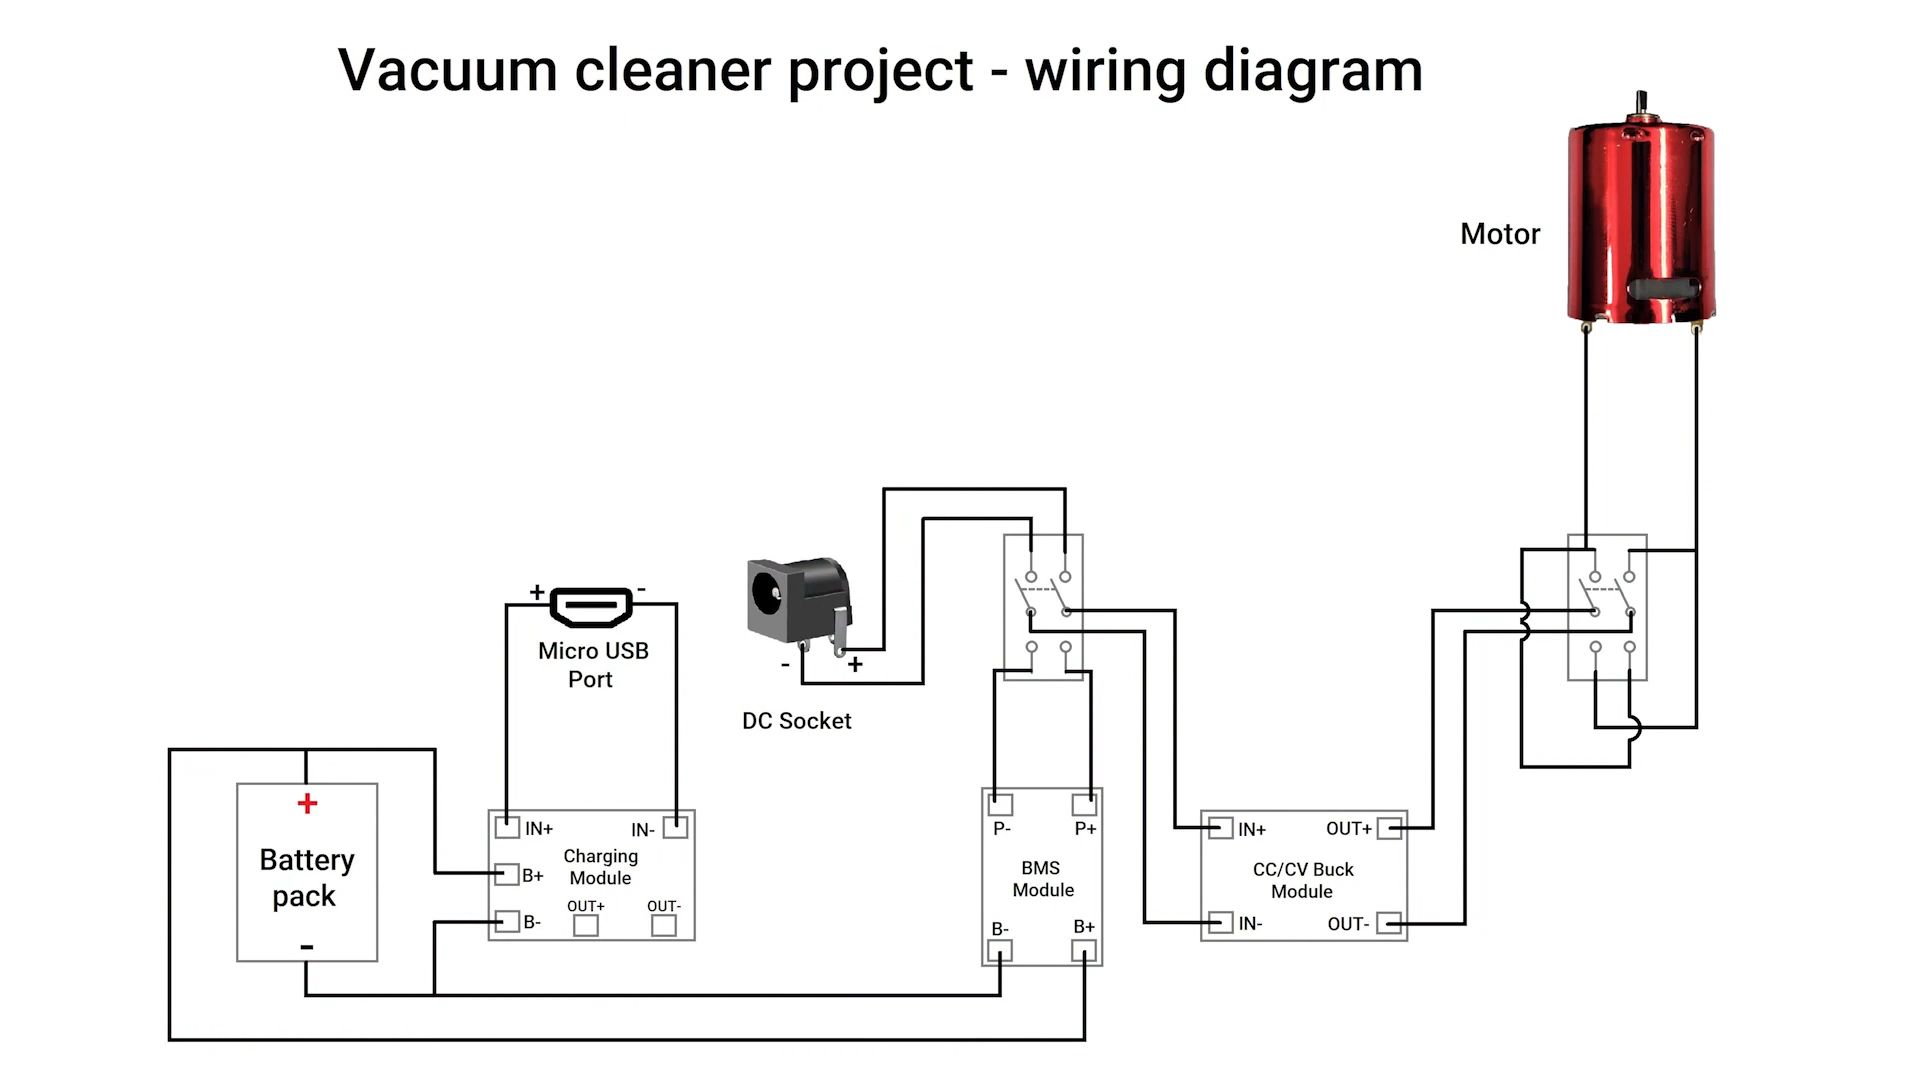 Vacuum cleaner project - wiring diagram
Motor
+ -
Micro USB
Port
- +
DC Socket
+
Battery
pack
-
IN+ IN-
Charging
Module
B+
OUT+ OUT-
B-
P- P+
BMS
Module
B- B+
IN+ OUT+
CC/CV Buck
Module
IN- OUT-